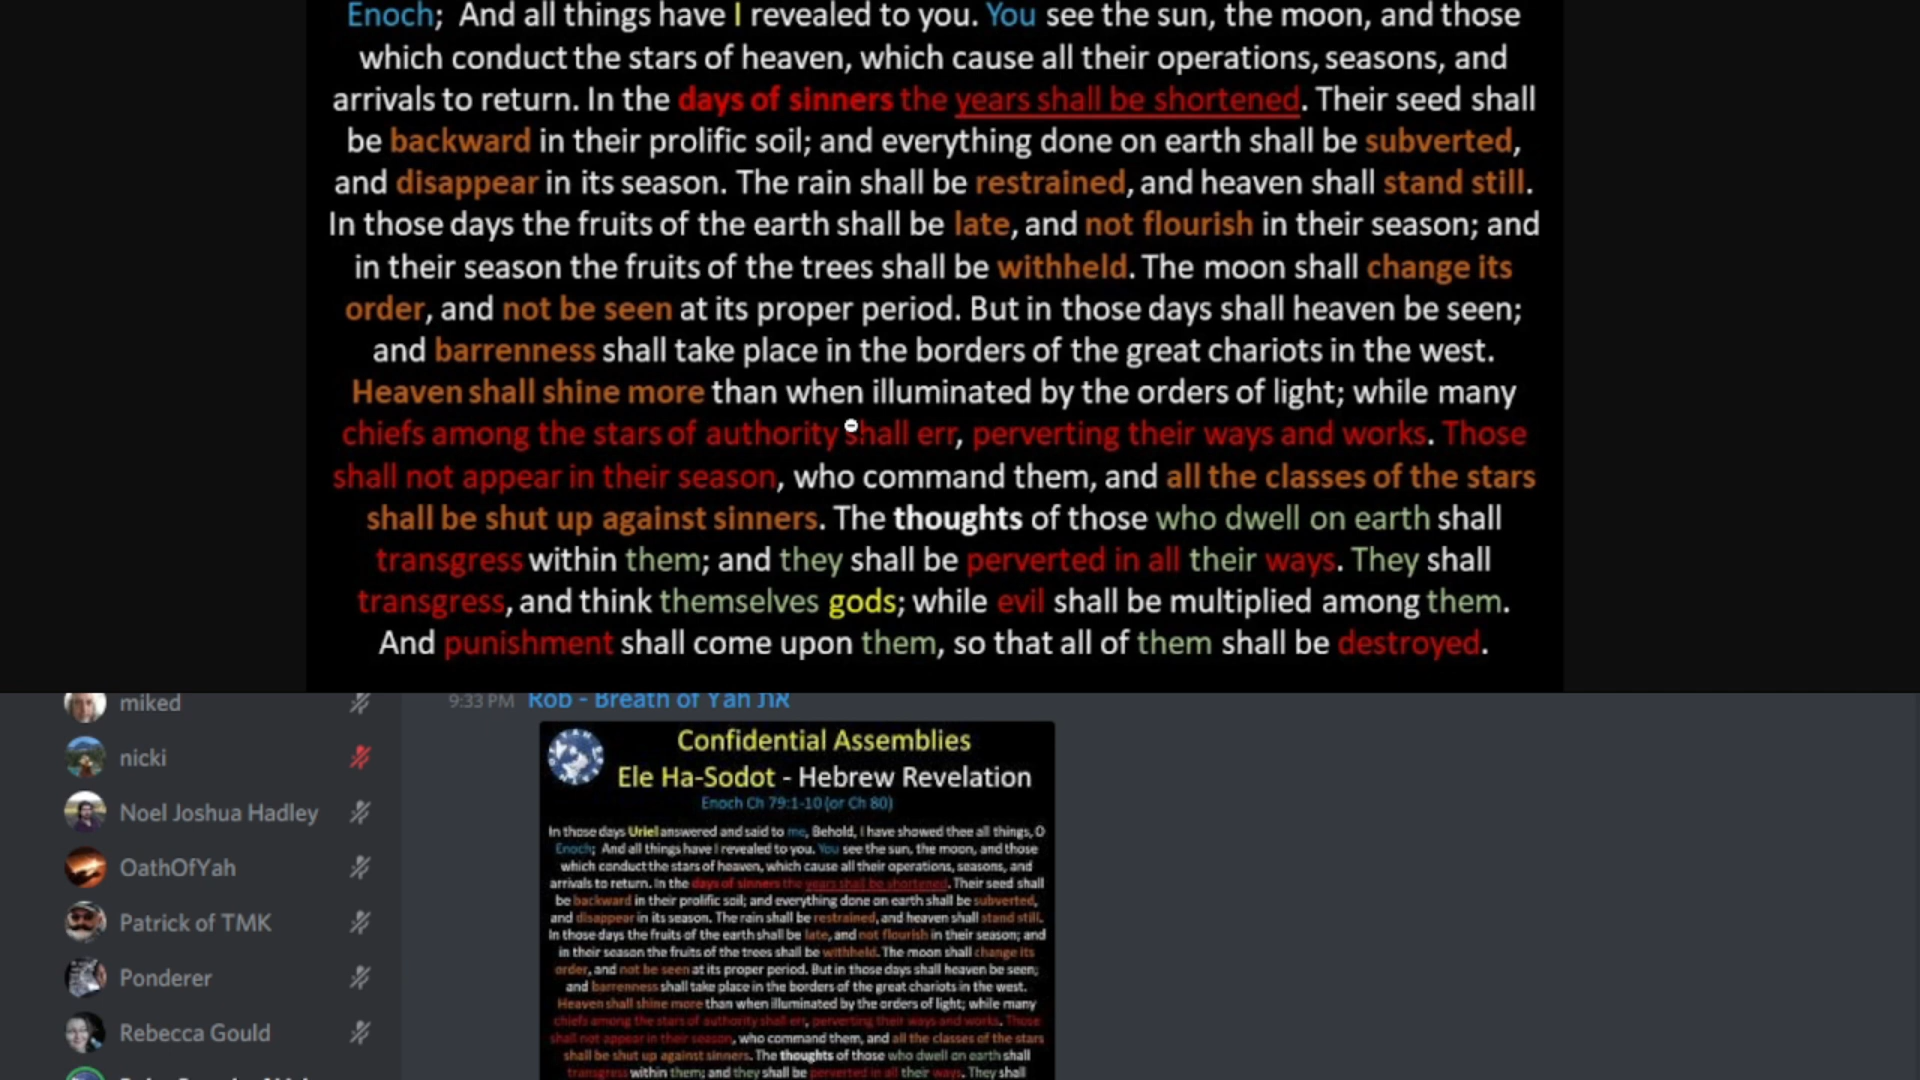 Enoch; And all things have I revealed to you. You see the sun, the moon, and those
which conduct the stars of heaven, which cause all their operations, seasons, and
arrivals to return. In the days of sinners the years shall be shortened. Their seed shall
be backward in their prolific soil; and everything done on earth shall be subverted,
and disappear in its season. The rain shall be restrained, and heaven shall stand still.
In those days the fruits of the earth shall be late, and not flourish in their season; and
in their season the fruits of the trees shall be withheld. The moon shall change its
order, and not be seen at its proper period. But in those days shall heaven be seen;
and barrenness shall take place in the borders of the great chariots in the west.
Heaven shall shine more than when illuminated by the orders of light; while many
chiefs among the stars of authority shall err, perverting their ways and works. Those
shall not appear in their season, who command them, and all the classes of the stars
shall be shut up against sinners. The thoughts of those who dwell on earth shall
transgress within them; and they shall be perverted in all their ways. They shall
transgress, and think themselves gods; while evil shall be multiplied among them.
And punishment shall come upon them, so that all of them shall be destroyed.
miked
nicki
Noel Joshua Hadley
OathOfYah
Patrick of TMK
Ponderer
Rebecca Gould
9:33 PM Rob - Breath of Yah את
Confidential Assemblies
Ele Ha-Sodot - Hebrew Revelation
Enoch Ch 79:1-10 (or Ch 80)
In those days Uriel answered and said to me, Behold, I have showed thee all things, O
Enoch; And all things have I revealed to you. You see the sun, the moon, and those
which conduct the stars of heaven, which cause all their operations, seasons, and
arrivals to return. In the days of sinners the years shall be shortened. Their seed shall
be backward in their prolific soil; and everything done on earth shall be subverted,
and disappear in its season. The rain shall be restrained, and heaven shall stand still.
In those days the fruits of the earth shall be late, and not flourish in their season; and
in their season the fruits of the trees shall be withheld. The moon shall change its
order, and not be seen at its proper period. But in those days shall heaven be seen;
and barrenness shall take place in the borders of the great chariots in the west.
Heaven shall shine more than when illuminated by the orders of light; while many
chiefs among the stars of authority shall err, perverting their ways and works. Those
shall not appear in their season, who command them, and all the classes of the stars
shall be shut up against sinners. The thoughts of those who dwell on earth shall
transgress within them; and they shall be perverted in all their ways. They shall